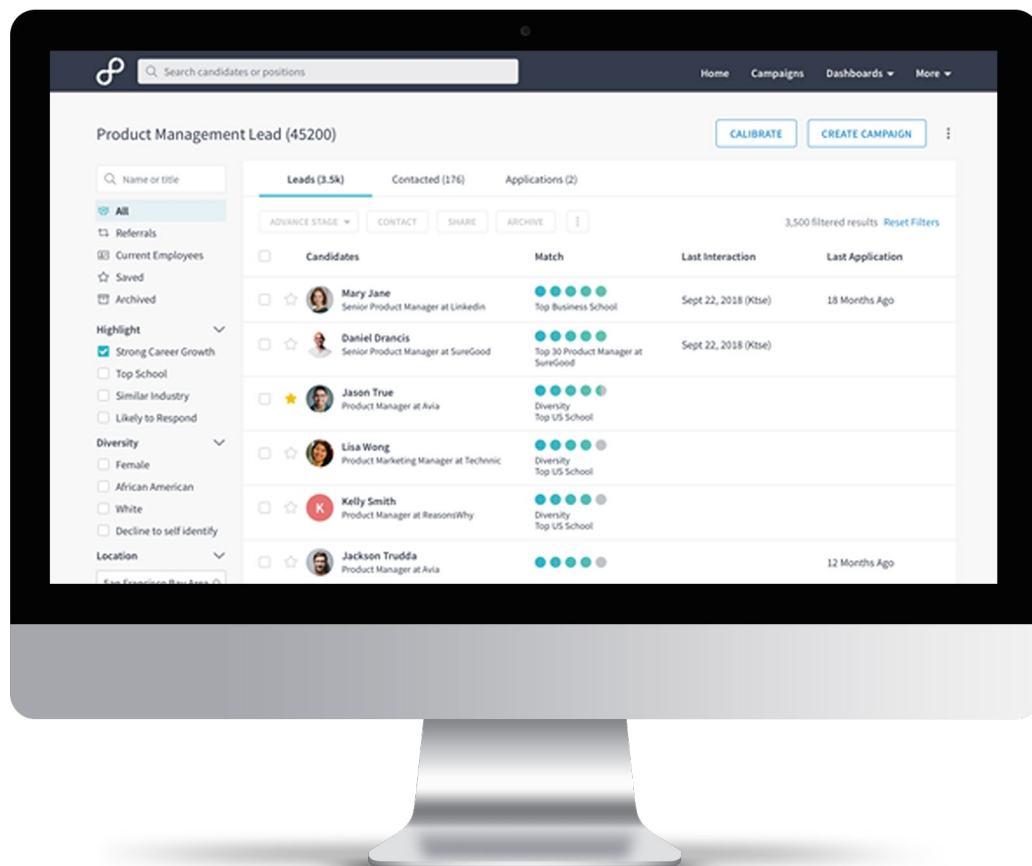 Search candidates or positions
Home Campaigns Dashboards More
Product Management Lead (45200)
CALIBRATE CREATE CAMPAIGN
Name or title
All
Referrals
Current Employees
Saved
Archived
Highlight
Strong Career Growth
Top School
Similar Industry
Likely to Respond
Diversity
Female
African American
White
Decline to self identify
Location
San Francisco Bay Area
Leads (3.5k) Contacted (176) Applications (2)
ADVANCE STAGE CONTACT SHARE ARCHIVE
3,500 filtered results Reset Filters
Candidates Match Last Interaction Last Application
Mary Jane
Senior Product Manager at Linkedin
Top Business School
Sept 22, 2018 (Ktse)
18 Months Ago
Daniel Drancis
Senior Product Manager at SureGood
Top 30 Product Manager at
SureGood
Sept 22, 2018 (Ktse)
Jason True
Product Manager at Avia
Diversity
Top US School
Lisa Wong
Product Marketing Manager at Technnic
Diversity
Top US School
K
Kelly Smith
Product Manager at ReasonsWhy
Diversity
Top US School
Jackson Trudda
Product Manager at Avia
12 Months Ago